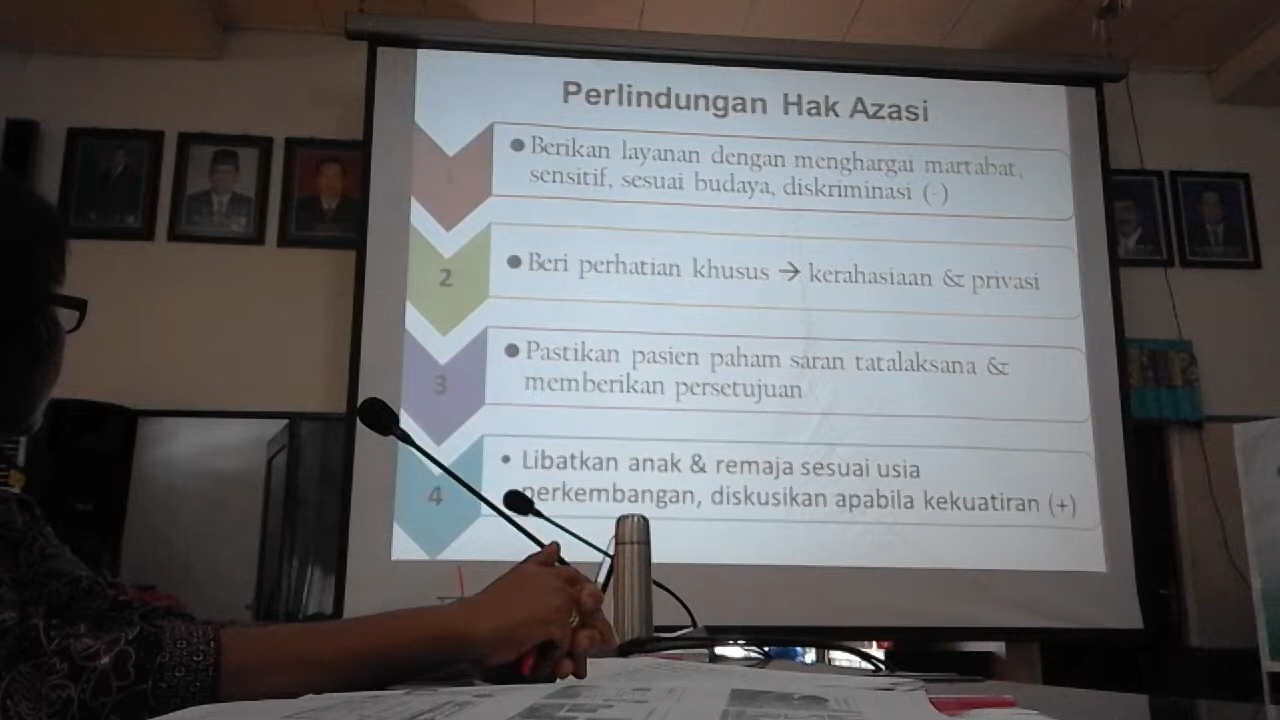 Perlindungan Hak Azasi
● Berikan layanan dengan menghargai martabat,
sensitif, sesuai budaya, diskriminasi (-)
2
● Beri perhatian khusus → kerahasiaan & privasi
3
● Pastikan pasien paham saran tatalaksana &
memberikan persetujuan
4
• Libatkan anak & remaja sesuai usia
perkembangan, diskusikan apabila kekuatiran (+)